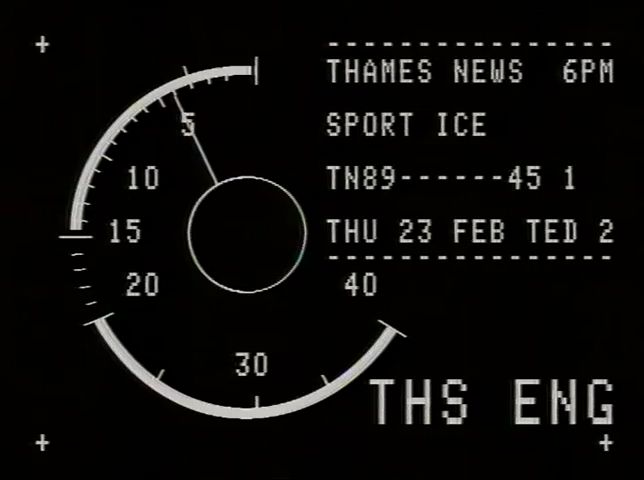 THAMES NEWS 6PM
SPORT ICE
TN89------45 1
THU 23 FEB TED 2
5
10
15
20
30
40
THS ENG